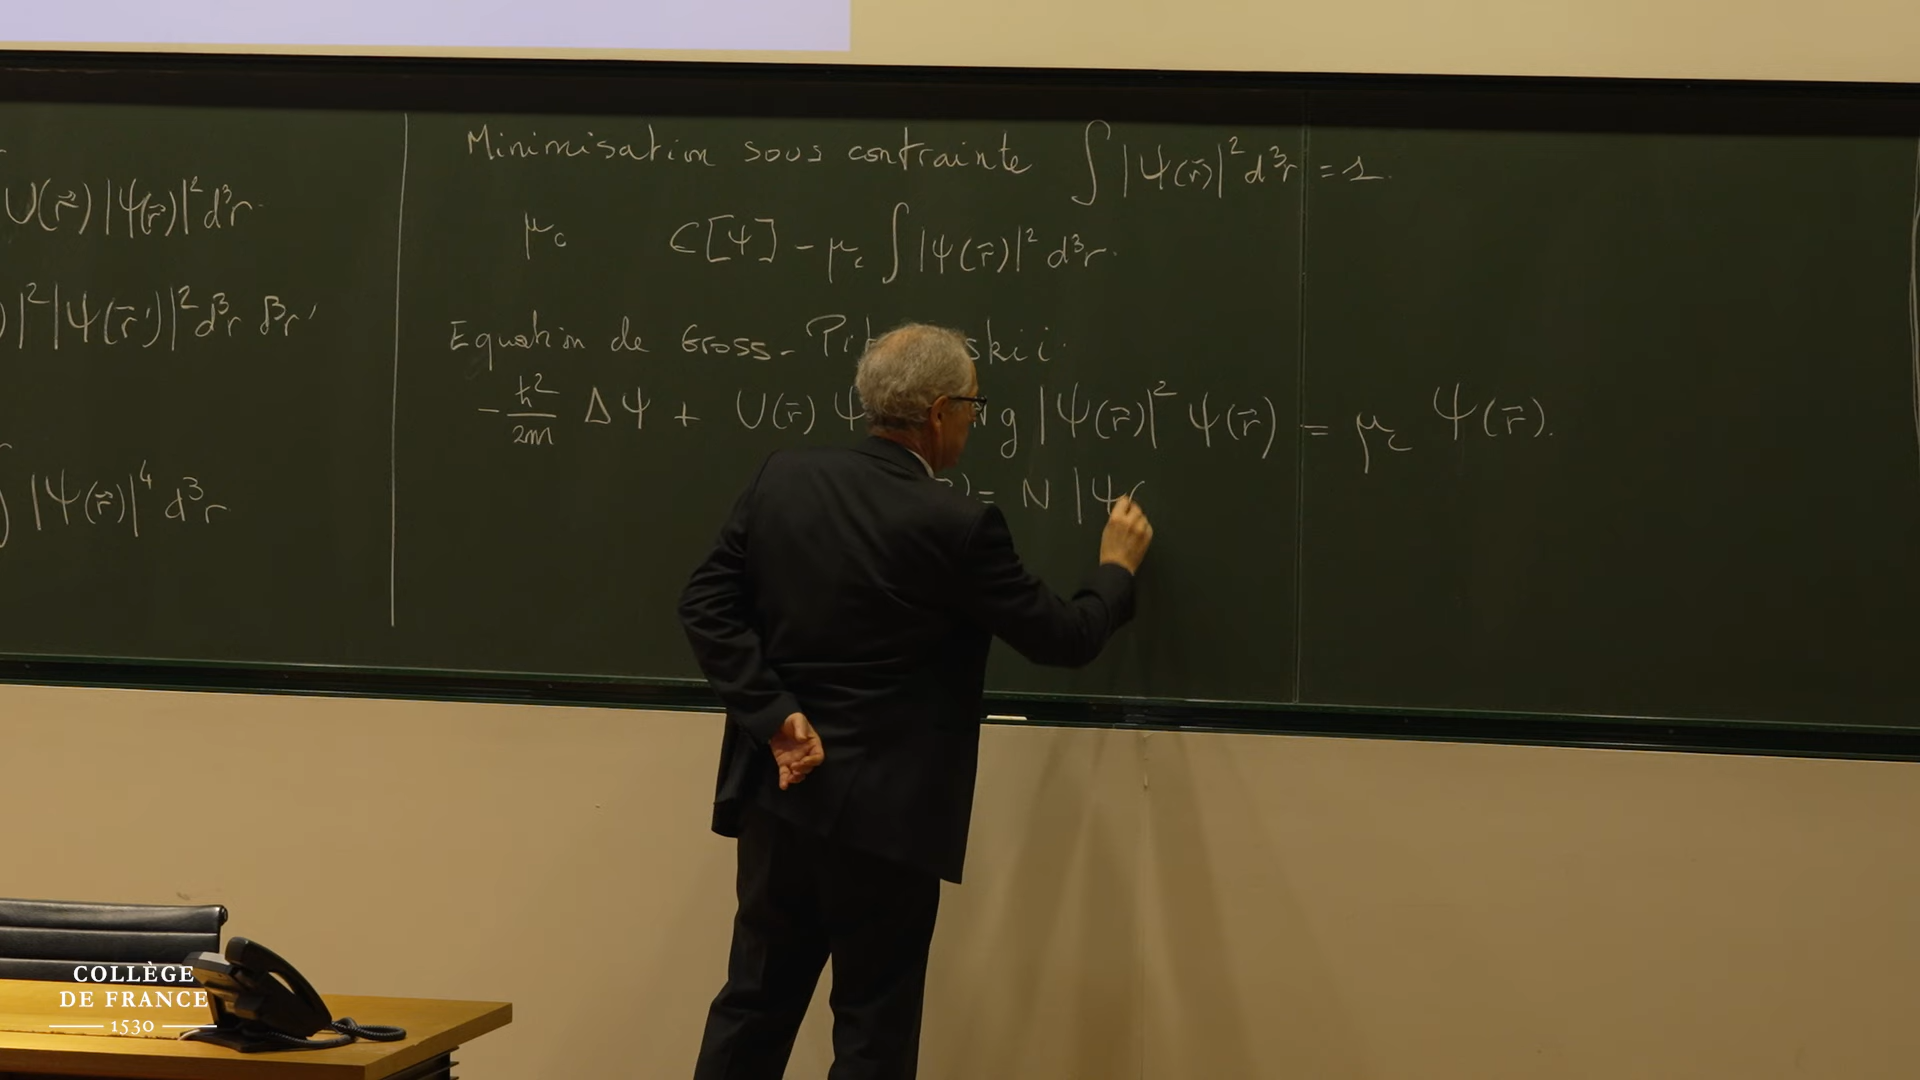 U(r⃗) |Ψ(r⃗)|² d³r
)|² |Ψ(r⃗')|² d³r d³r'
) |Ψ(r⃗)|⁴ d³r
Minimisation sous contrainte ∫ |Ψ(r⃗)|² d³r = 1.
μc ε[Ψ] - μc ∫ |Ψ(r⃗)|² d³r.
Equation de Gross-Pit skii.
- ħ²/2m ΔΨ + U(r⃗) Ψ N g |Ψ(r⃗)|² Ψ(r⃗) = μc Ψ(r⃗).
) = N |Ψ(
COLLÈGE
DE FRANCE
1530